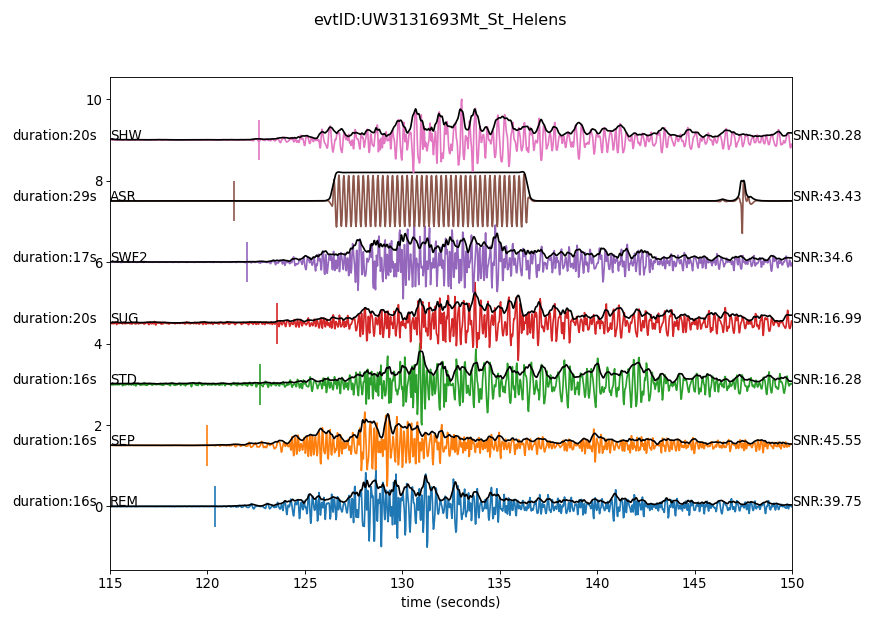 evtID:UW3131693Mt_St_Helens
10
duration:20s SHW SNR:30.28
8
duration:29s ASR SNR:43.43
duration:17s SWF2 SNR:34.6
6
duration:20s SUG SNR:16.99
4
duration:16s STD SNR:16.28
2
duration:16s SEP SNR:45.55
duration:16s REM SNR:39.75
0
115 120 125 130 135 140 145 150
time (seconds)